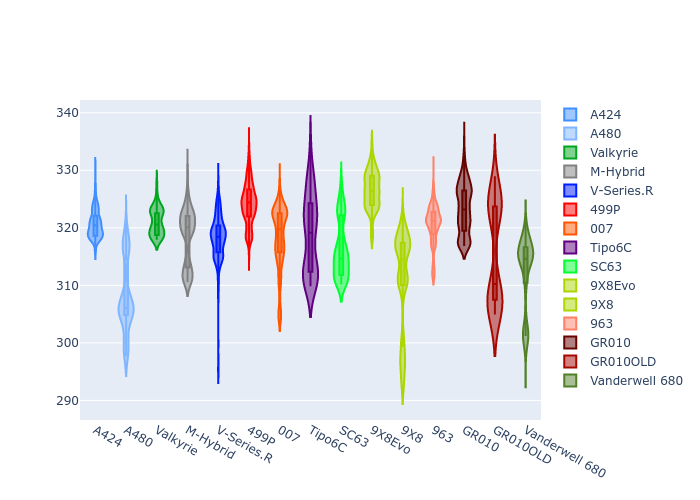 340
330
320
310
300
290
A424
A480
Valkyrie
M-Hybrid
V-Series.R
499P
007
Tipo6C
SC63
9X8Evo
9X8
963
GR010
GR010OLD
Vanderwell 680
A424
A480
Valkyrie
M-Hybrid
V-Series.R
499P
007
Tipo6C
SC63
9X8Evo
9X8
963
GR010
GR010OLD
Vanderwell 680